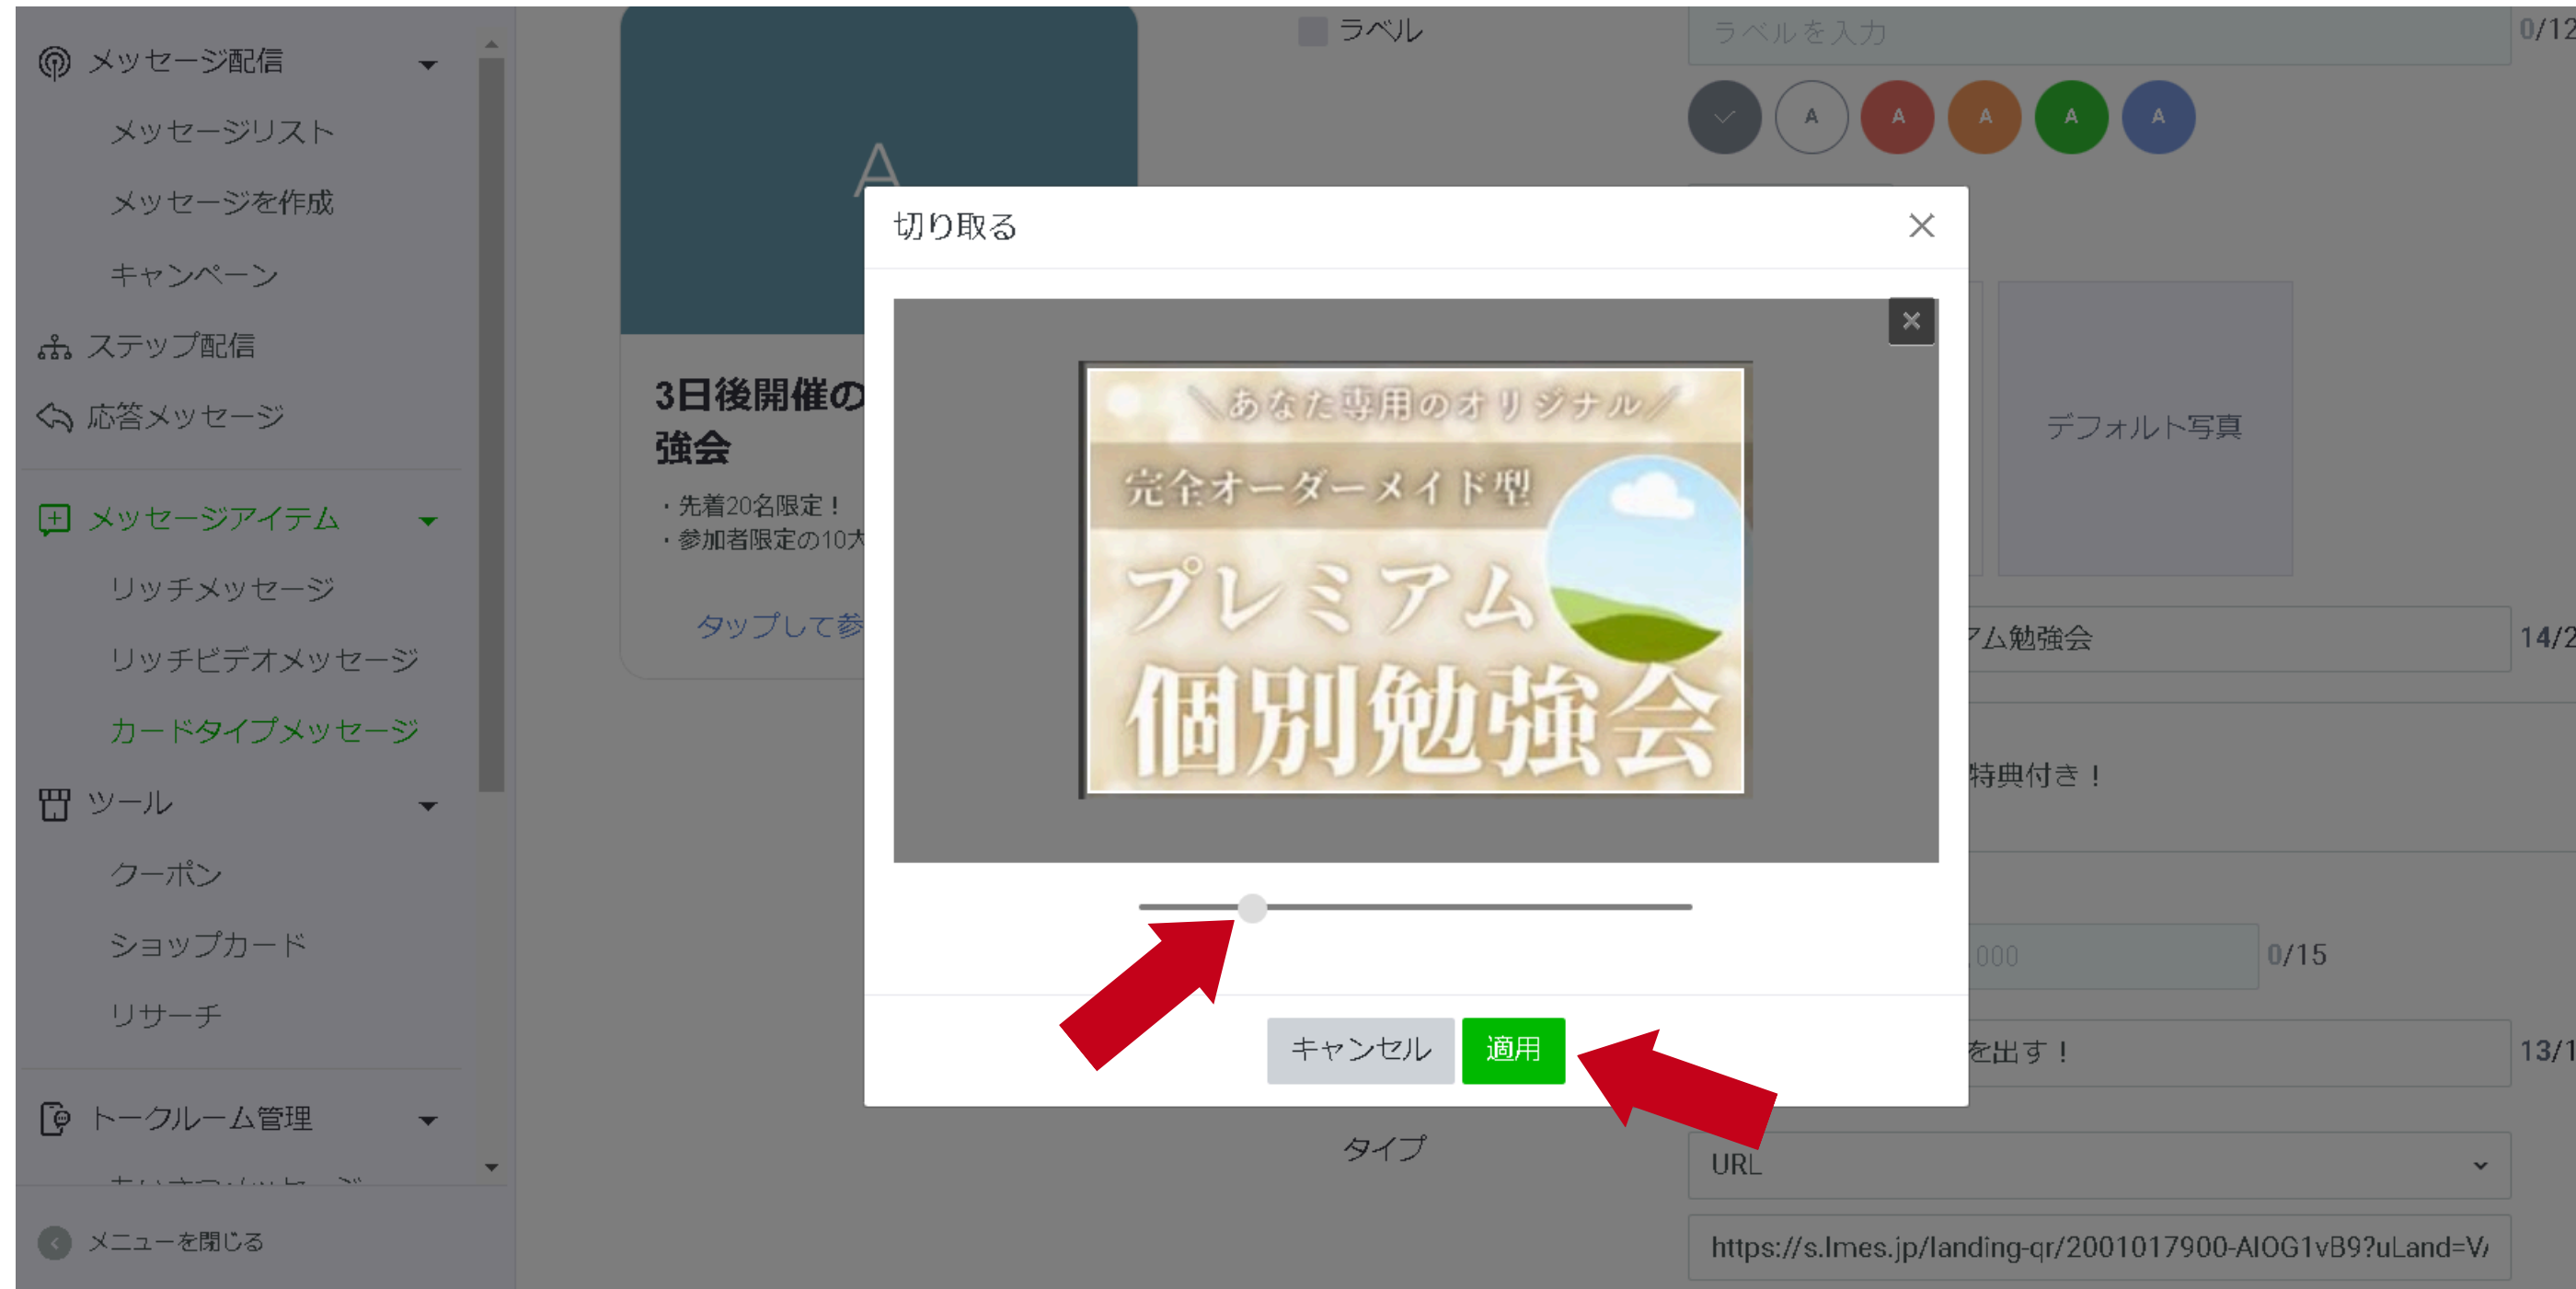 メッセージ配信
メッセージリスト
メッセージを作成
キャンペーン
ステップ配信
応答メッセージ
メッセージアイテム
リッチメッセージ
リッチビデオメッセージ
カードタイプメッセージ
ツール
クーポン
ショップカード
リサーチ
トークルーム管理
メニューを閉じる
A
3日後開催の
強会
・先着20名限定！
・参加者限定の10大
タップして参
ラベル
ラベルを入力
0/12
A A A A A
切り取る
＼あなた専用のオリジナル／
完全オーダーメイド型
プレミアム
個別勉強会
キャンセル
適用
デフォルト写真
ム勉強会
14/2
特典付き！
,000
0/15
を出す！
13/1
タイプ
URL
https://s.lmes.jp/landing-qr/2001017900-AlOG1vB9?uLand=V